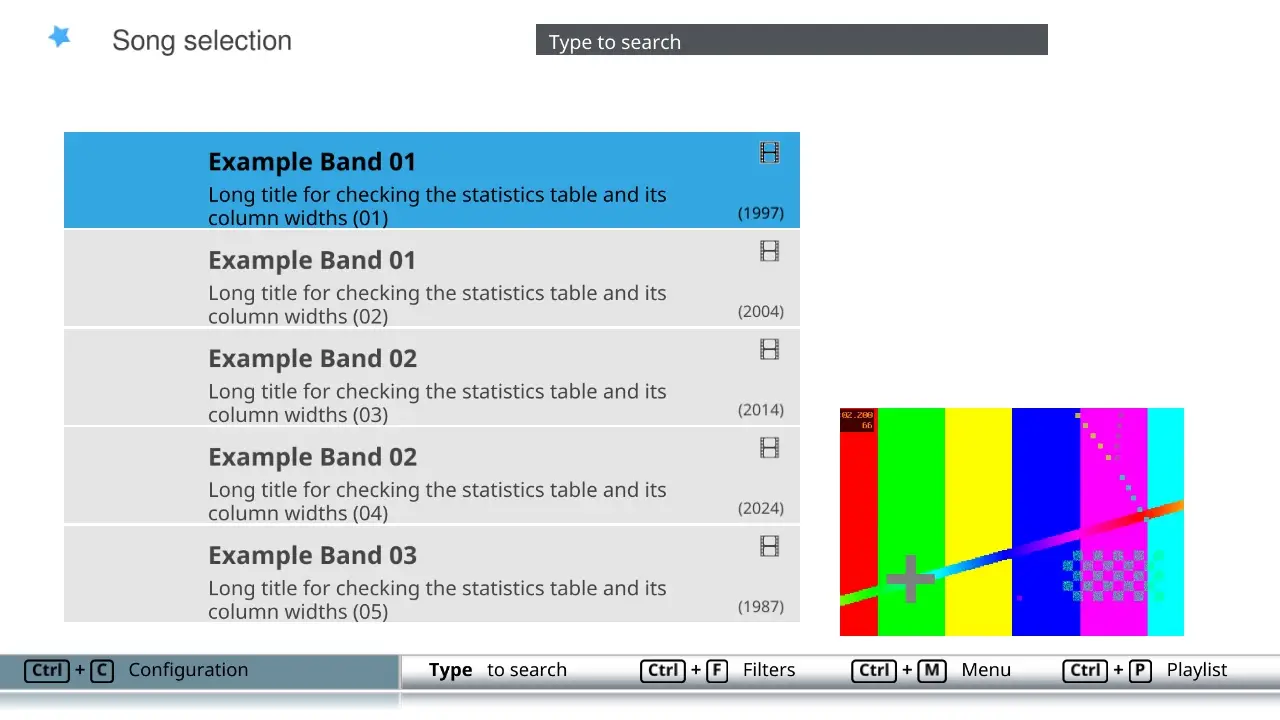 Song selection
Type to search
Example Band 01
Long title for checking the statistics table and its
column widths (01)
(1997)
Example Band 01
Long title for checking the statistics table and its
column widths (02)
(2004)
Example Band 02
Long title for checking the statistics table and its
column widths (03)
(2014)
Example Band 02
Long title for checking the statistics table and its
column widths (04)
(2024)
Example Band 03
Long title for checking the statistics table and its
column widths (05)
(1987)
02.200
66
Ctrl + C Configuration
Type to search
Ctrl + F Filters
Ctrl + M Menu
Ctrl + P Playlist